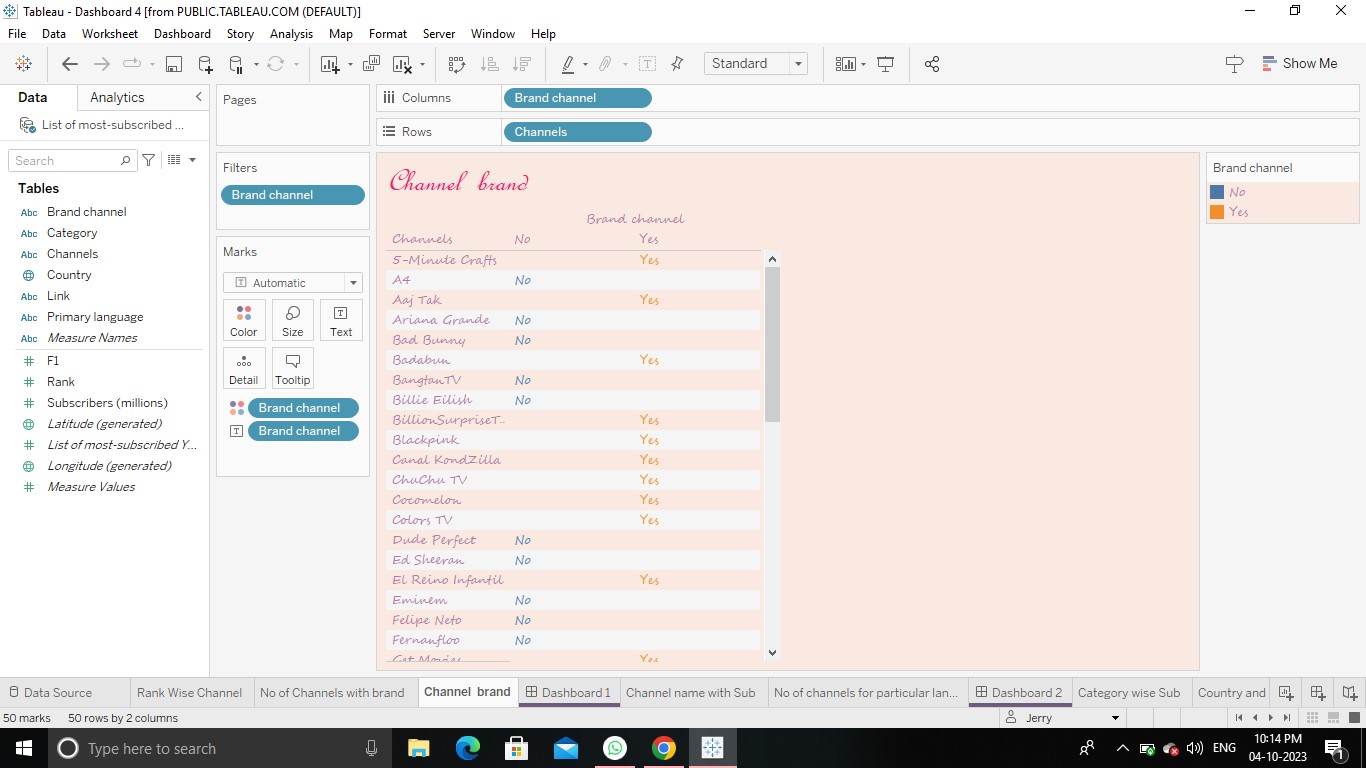 Tableau - Dashboard 4 [from PUBLIC.TABLEAU.COM (DEFAULT)]
File Data Worksheet Dashboard Story Analysis Map Format Server Window Help
Standard
Show Me
Data Analytics
List of most-subscribed ...
Search
Tables
Abc Brand channel
Abc Category
Abc Channels
Country
Abc Link
Abc Primary language
Abc Measure Names
F1
Rank
Subscribers (millions)
Latitude (generated)
List of most-subscribed Y...
Longitude (generated)
Measure Values
Pages
Filters
Brand channel
Marks
Automatic
Color Size Text
Detail Tooltip
Brand channel
Brand channel
Columns Brand channel
Rows Channels
Channel brand
Brand channel
Channels No Yes
5-Minute Crafts Yes
A4 No
Aaj Tak Yes
Ariana Grande No
Bad Bunny No
Badabun Yes
BangtanTV No
Billie Eilish No
BillionSurpriseT.. Yes
Blackpink Yes
Canal KondZilla Yes
ChuChu TV Yes
Cocomelon Yes
Colors TV Yes
Dude Perfect No
Ed Sheeran No
El Reino Infantil Yes
Eminem No
Felipe Neto No
Fernanfloo No
Get Movies Yes
Brand channel
No
Yes
Data Source Rank Wise Channel No of Channels with brand Channel brand Dashboard 1 Channel name with Sub No of channels for particular lan... Dashboard 2 Category wise Sub Country and
50 marks 50 rows by 2 columns Jerry
Type here to search
ENG
10:14 PM
04-10-2023
1